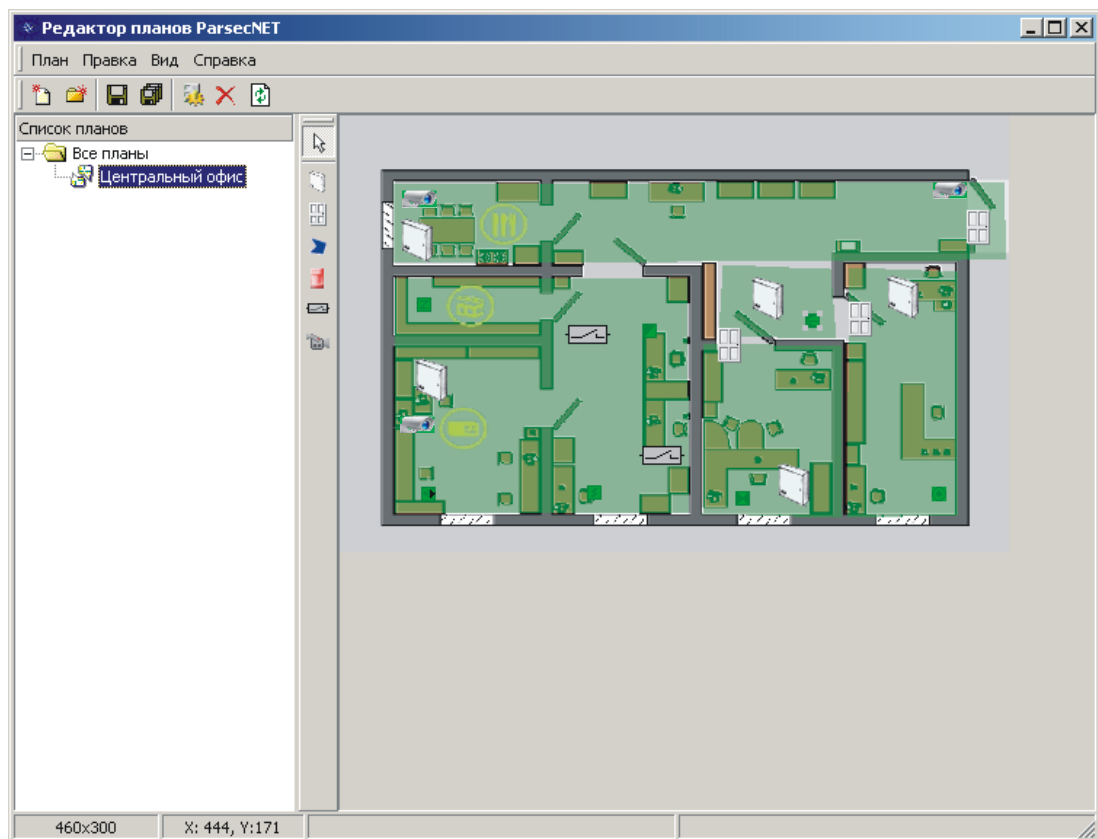 Редактор планов ParsecNET
План Правка Вид Справка
Список планов
Все планы
Центральный офис
460x300
X: 444, Y:171